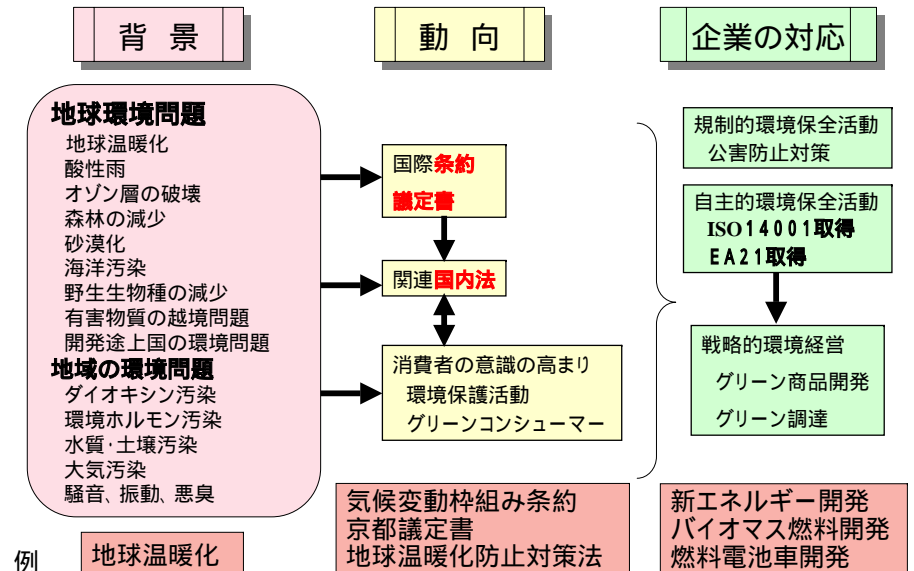 背 景
動 向
企業の対応
地球環境問題
地球温暖化
酸性雨
オゾン層の破壊
森林の減少
砂漠化
海洋汚染
野生生物種の減少
有害物質の越境問題
開発途上国の環境問題
地域の環境問題
ダイオキシン汚染
環境ホルモン汚染
水質・土壌汚染
大気汚染
騒音、振動、悪臭
国際条約
議定書
関連国内法
消費者の意識の高まり
環境保護活動
グリーンコンシューマー
規制的環境保全活動
公害防止対策
自主的環境保全活動
ISO14001取得
EA21取得
戦略的環境経営
グリーン商品開発
グリーン調達
例
地球温暖化
気候変動枠組み条約
京都議定書
地球温暖化防止対策法
新エネルギー開発
バイオマス燃料開発
燃料電池車開発